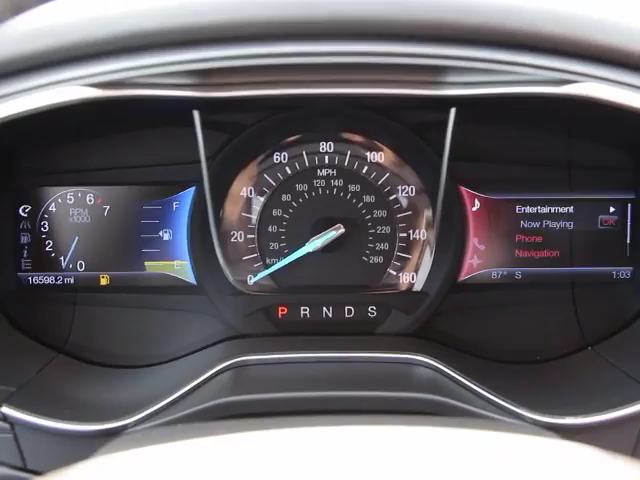 4 5 6 7
3
2
1 0
RPM
x1000
F
E
16598.2 mi
0 20 40 60 80 100 120 140 160
MPH
20 40 60 80 100 120 140 160 180 200 220 240 260
km/h
P R N D S
Entertainment
Now Playing OK
Phone
Navigation
87° S 1:03